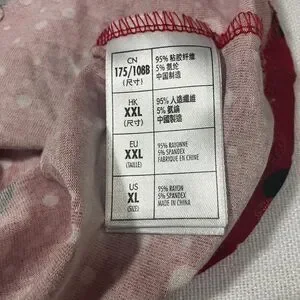 CN
175/108B
(尺寸)
95% 粘胶纤维
5% 氨纶
中国制造
HK
XXL
(尺寸)
95% 人造纖維
5% 氨綸
中國製造
EU
XXL
(TAILLE)
95% RAYONNE
5% SPANDEX
FABRIQUE EN CHINE
US
XL
(SIZE)
95% RAYON
5% SPANDEX
MADE IN CHINA